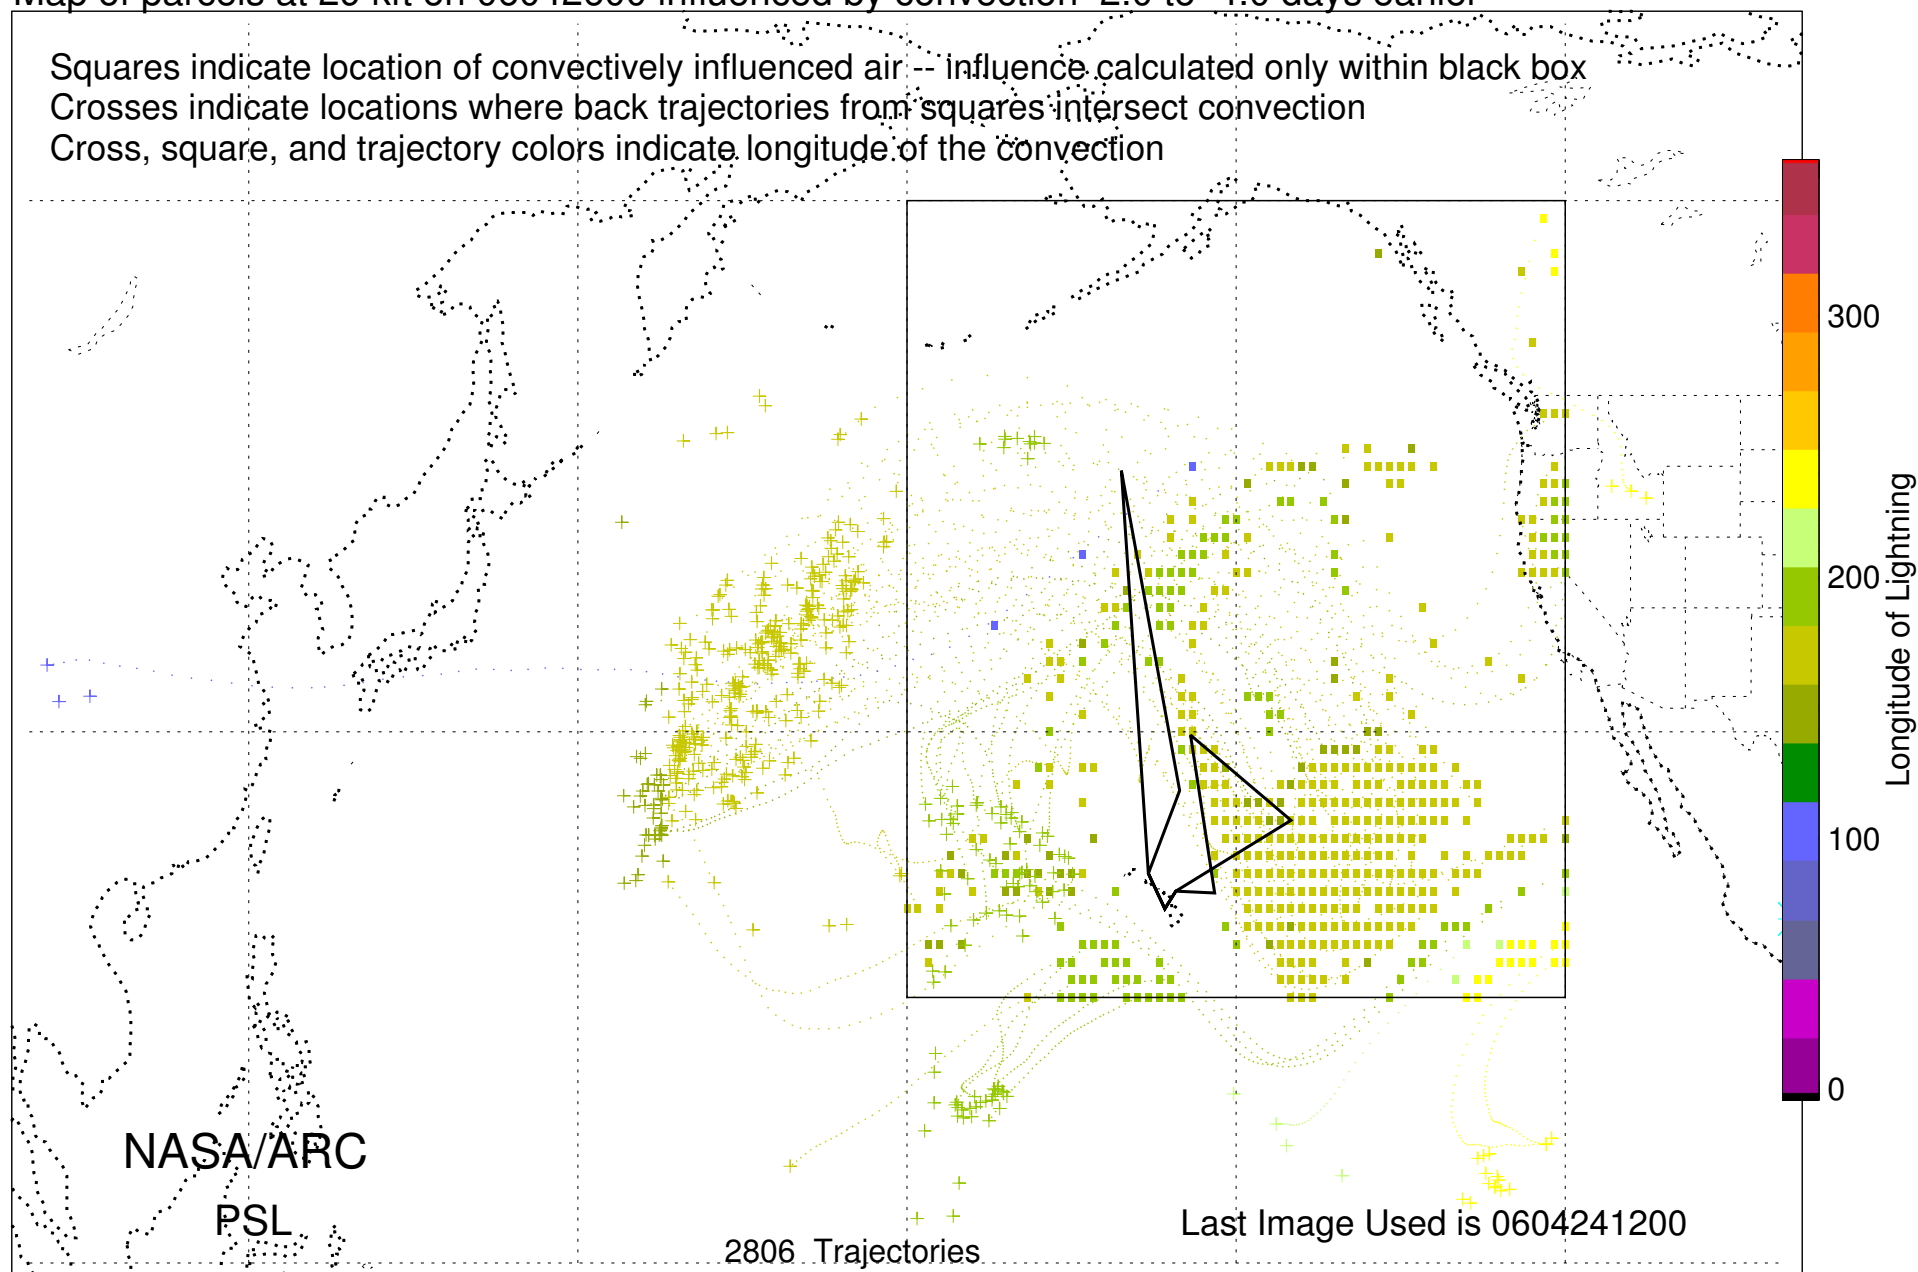 Squares indicate location of convectively influenced air -- influence calculated only within black box
Crosses indicate locations where back trajectories from squares intersect convection
Cross, square, and trajectory colors indicate longitude of the convection
300
200
100
0
Longitude of Lightning
NASA/ARC
PSL
Last Image Used is 0604241200
2806 Trajectories